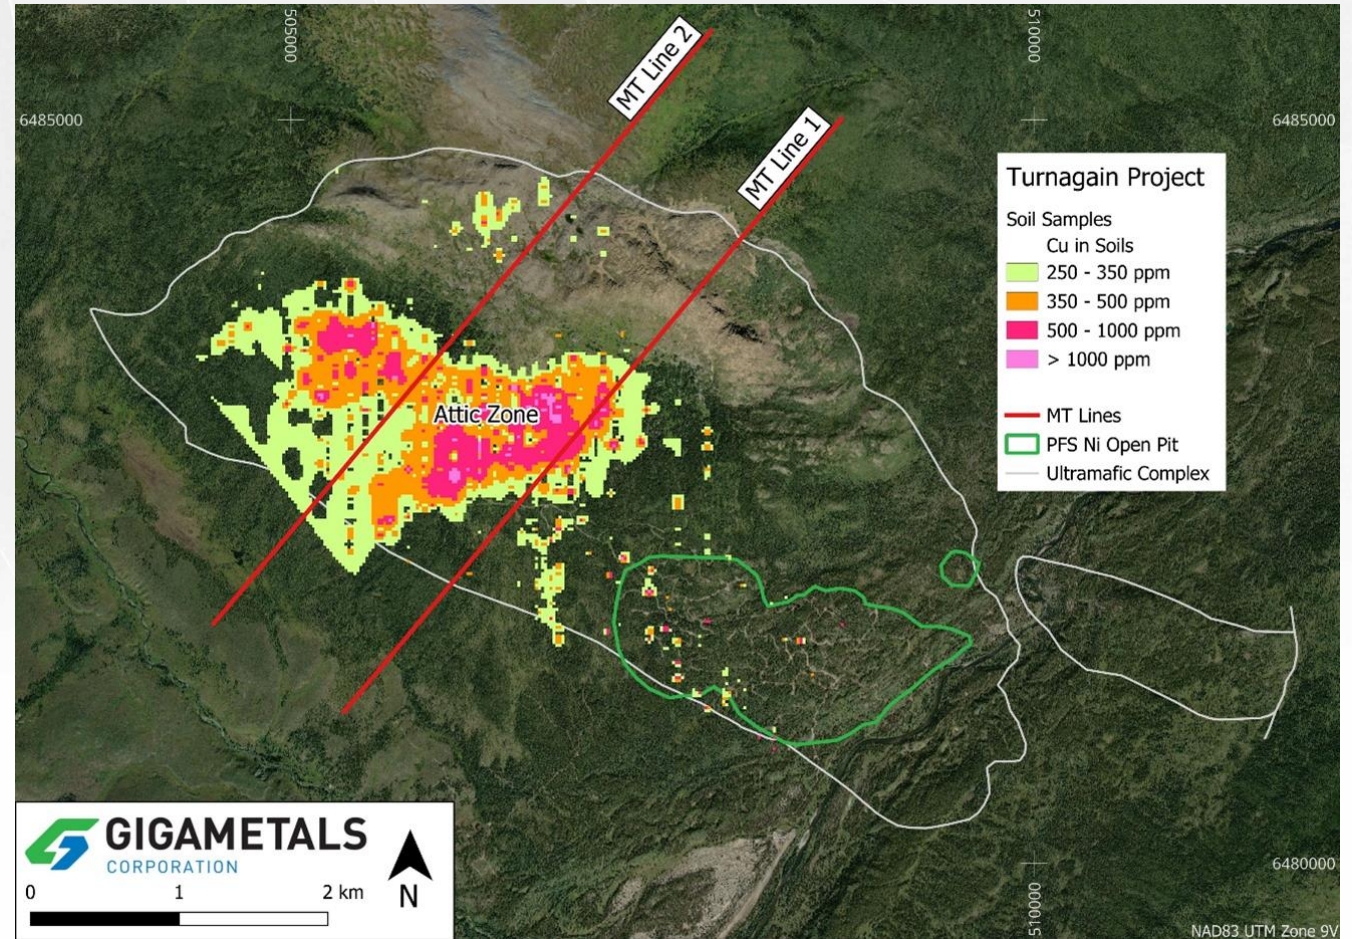 505000
510000
MT Line 2
MT Line 1
6485000
6485000
Turnagain Project
Soil Samples
Cu in Soils
250 - 350 ppm
350 - 500 ppm
500 - 1000 ppm
> 1000 ppm
MT Lines
PFS Ni Open Pit
Ultramafic Complex
Attic Zone
GIGAMETALS
CORPORATION
0 1 2 km
N
6480000
510000
NAD83 UTM Zone 9V